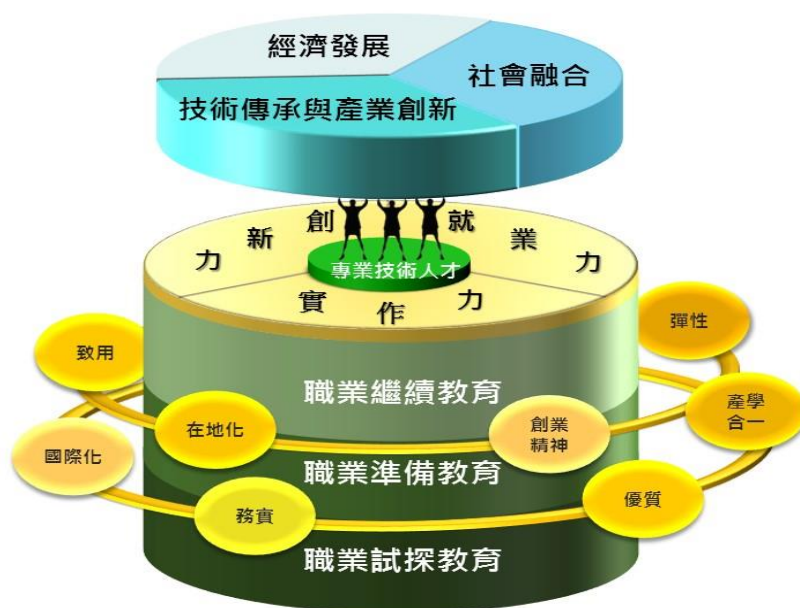 經濟發展
社會融合
技術傳承與產業創新
創新力
就業力
專業技術人才
實作力
彈性
致用
職業繼續教育
產學
合一
在地化
創業
精神
國際化
職業準備教育
優質
務實
職業試探教育